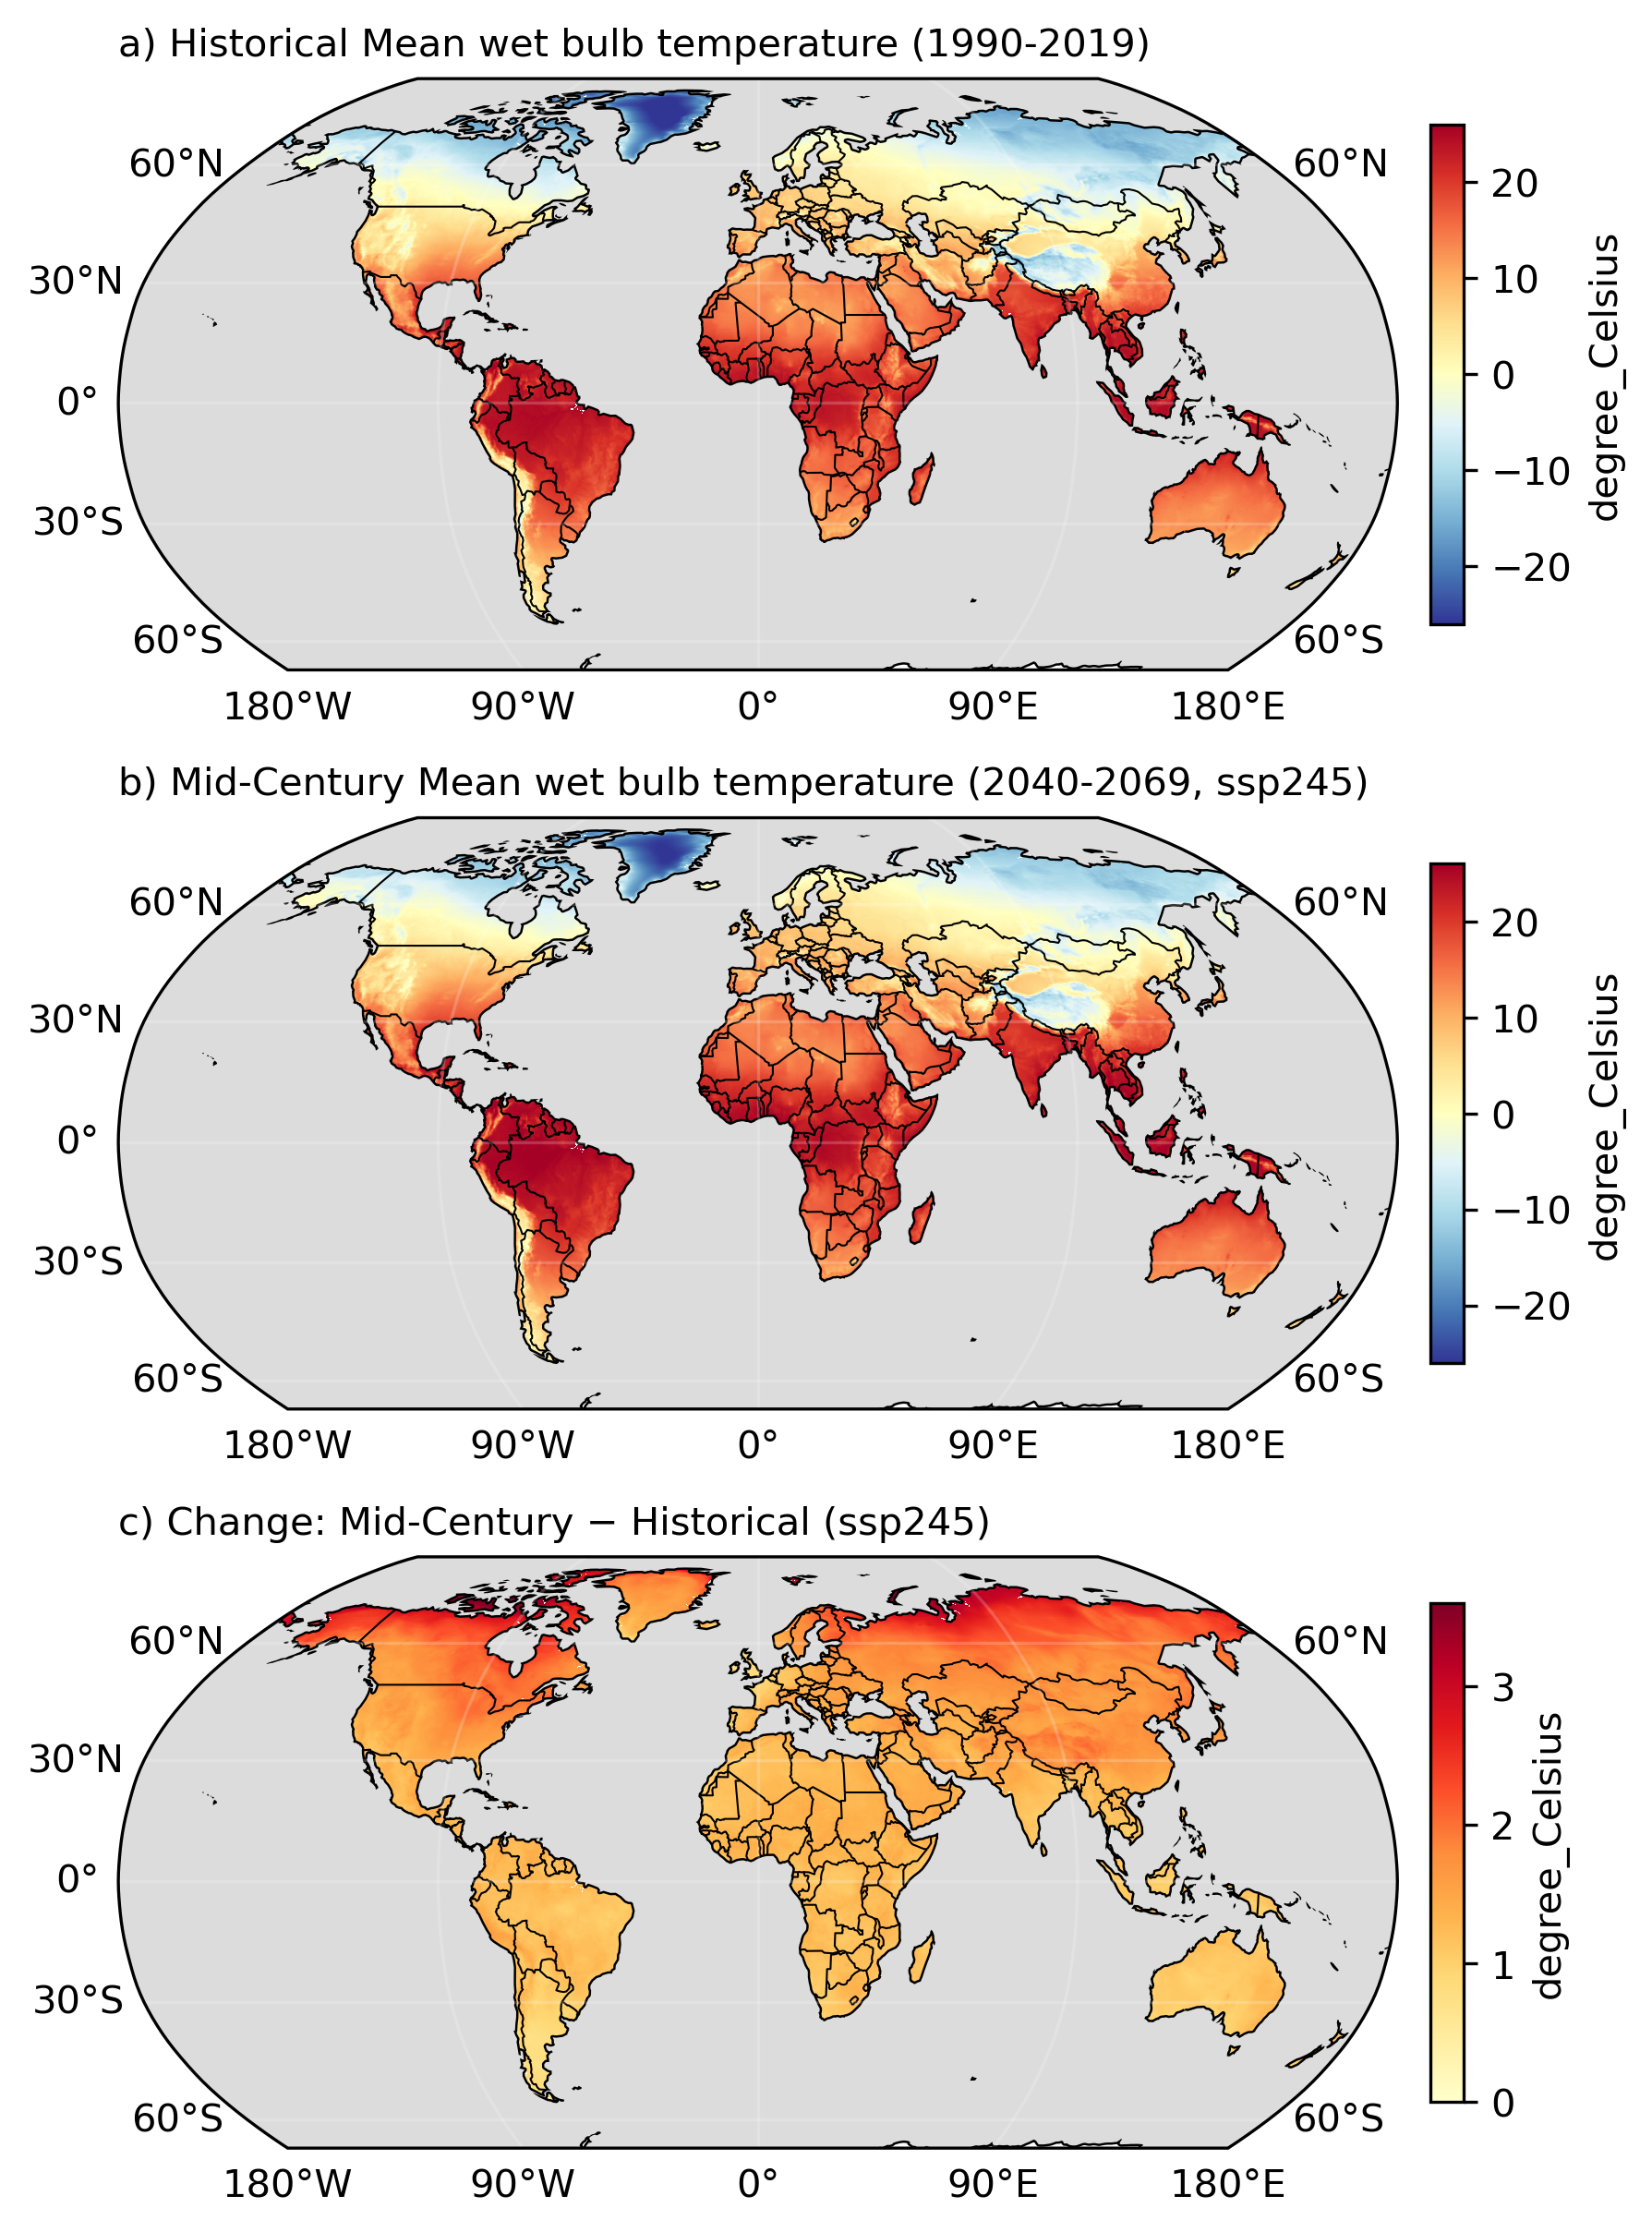 a) Historical Mean wet bulb temperature (1990-2019)
60°N
60°N
30°N
0°
30°S
60°S
60°S
180°W 90°W 0° 90°E 180°E
20
10
0
−10
−20
degree_Celsius
b) Mid-Century Mean wet bulb temperature (2040-2069, ssp245)
60°N
60°N
30°N
0°
30°S
60°S
60°S
180°W 90°W 0° 90°E 180°E
20
10
0
−10
−20
degree_Celsius
c) Change: Mid-Century − Historical (ssp245)
60°N
60°N
30°N
0°
30°S
60°S
60°S
180°W 90°W 0° 90°E 180°E
3
2
1
0
degree_Celsius